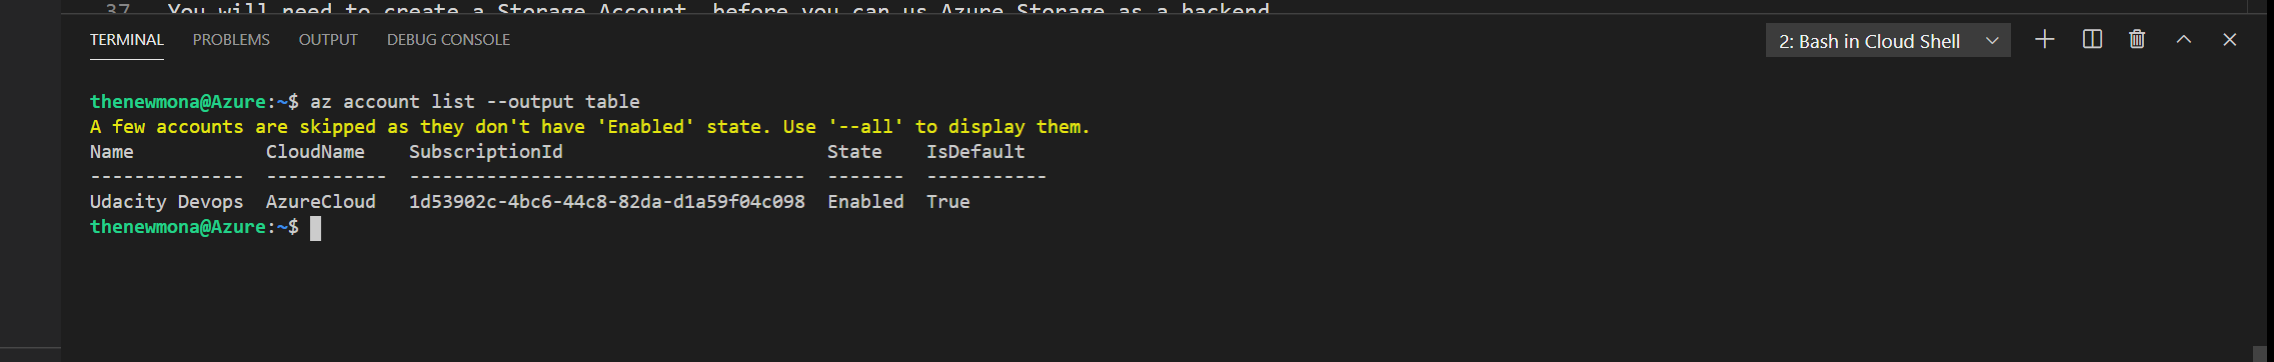 37 You will need to create a Storage Account, before you can us Azure Storage as a backend
TERMINAL PROBLEMS OUTPUT DEBUG CONSOLE 2: Bash in Cloud Shell
thenewmona@Azure:~$ az account list --output table
A few accounts are skipped as they don't have 'Enabled' state. Use '--all' to display them.
Name CloudName SubscriptionId State IsDefault
-------------- ----------- ------------------------------------ ------- -----------
Udacity Devops AzureCloud 1d53902c-4bc6-44c8-82da-d1a59f04c098 Enabled True
thenewmona@Azure:~$